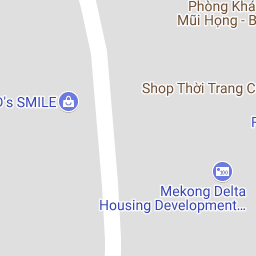 Phòng Khá
Mũi Họng - B
Shop Thời Trang C
O's SMILE
Mekong Delta
Housing Development...